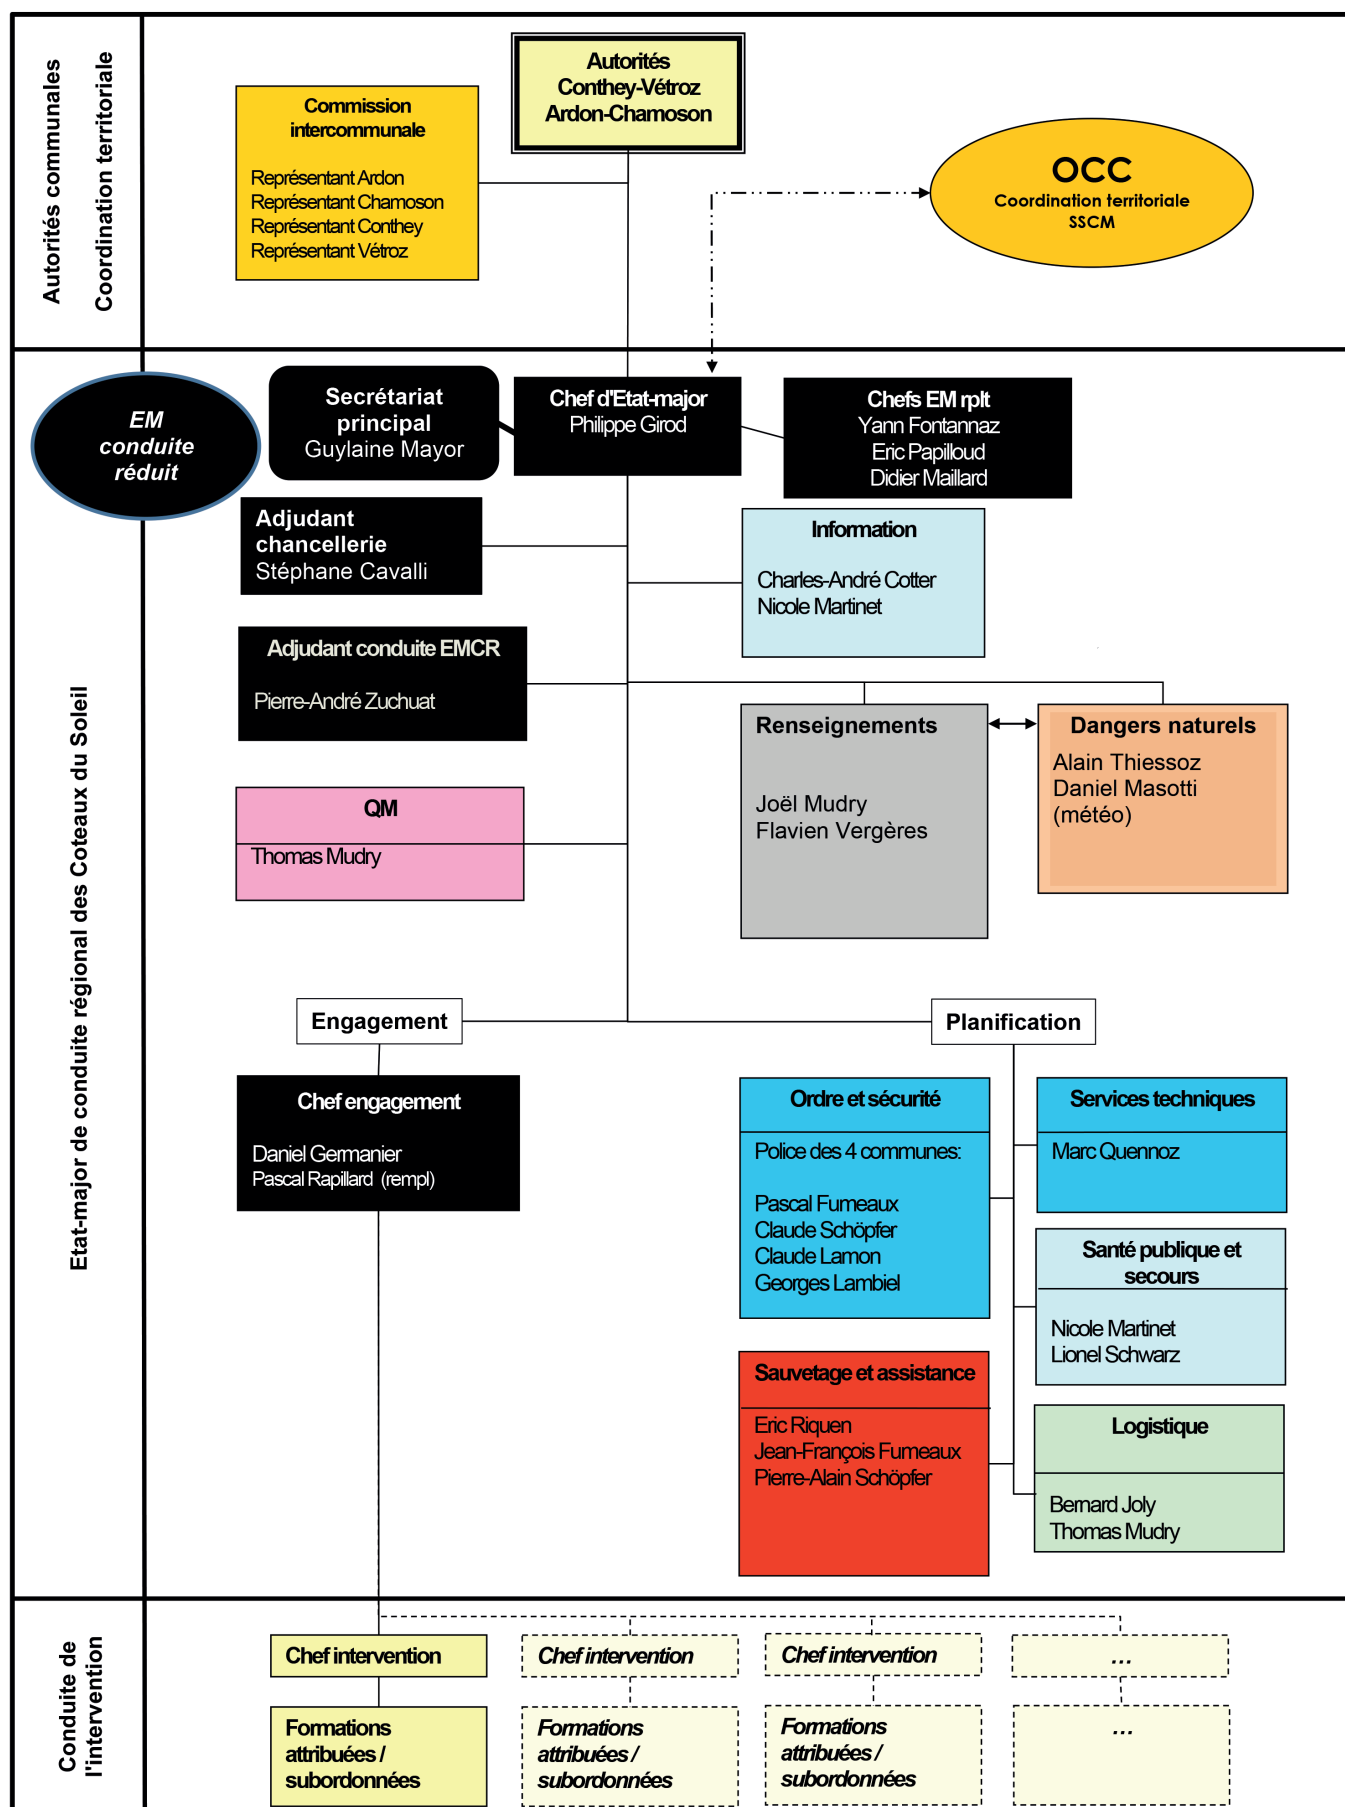 Autorités communales
Coordination territoriale
Autorités
Conthey-Vétroz
Ardon-Chamoson
Commission
intercommunale
Représentant Ardon
Représentant Chamoson
Représentant Conthey
Représentant Vétroz
OCC
Coordination territoriale
SSCM
Etat-major de conduite régional des Coteaux du Soleil
EM
conduite
réduit
Secrétariat
principal
Guylaine Mayor
Chef d'Etat-major
Philippe Girod
Chefs EM rplt
Yann Fontannaz
Eric Papilloud
Didier Maillard
Adjudant
chancellerie
Stéphane Cavalli
Information
Charles-André Cotter
Nicole Martinet
Adjudant conduite EMCR
Pierre-André Zuchuat
Renseignements
Joël Mudry
Flavien Vergères
Dangers naturels
Alain Thiessoz
Daniel Masotti
(météo)
QM
Thomas Mudry
Engagement
Planification
Chef engagement
Daniel Germanier
Pascal Rapillard (rempl)
Ordre et sécurité
Police des 4 communes:
Pascal Fumeaux
Claude Schöpfer
Claude Lamon
Georges Lambiel
Services techniques
Marc Quennoz
Santé publique et
secours
Nicole Martinet
Lionel Schwarz
Sauvetage et assistance
Eric Riquen
Jean-François Fumeaux
Pierre-Alain Schöpfer
Logistique
Bernard Joly
Thomas Mudry
Conduite de
l'intervention
Chef intervention
Chef intervention
Chef intervention
...
Formations
attribuées /
subordonnées
Formations
attribuées /
subordonnées
Formations
attribuées /
subordonnées
...